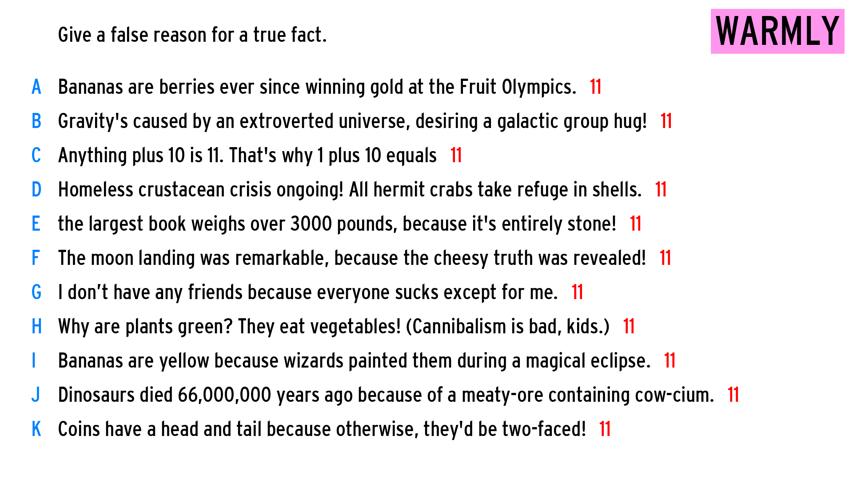 Give a false reason for a true fact.
WARMLY
A Bananas are berries ever since winning gold at the Fruit Olympics. 11
B Gravity's caused by an extroverted universe, desiring a galactic group hug! 11
C Anything plus 10 is 11. That's why 1 plus 10 equals 11
D Homeless crustacean crisis ongoing! All hermit crabs take refuge in shells. 11
E the largest book weighs over 3000 pounds, because it's entirely stone! 11
F The moon landing was remarkable, because the cheesy truth was revealed! 11
G I don’t have any friends because everyone sucks except for me. 11
H Why are plants green? They eat vegetables! (Cannibalism is bad, kids.) 11
I Bananas are yellow because wizards painted them during a magical eclipse. 11
J Dinosaurs died 66,000,000 years ago because of a meaty-ore containing cow-cium. 11
K Coins have a head and tail because otherwise, they'd be two-faced! 11